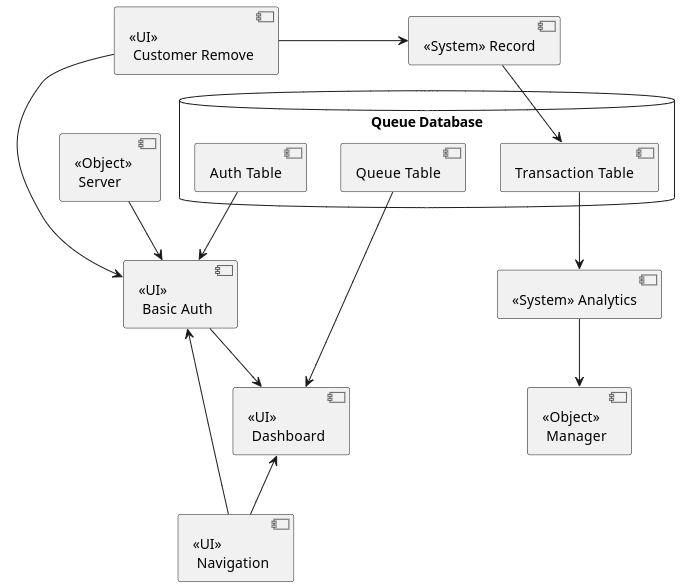 «UI»
Customer Remove
«System» Record
Queue Database
«Object»
Server
Auth Table
Queue Table
Transaction Table
«UI»
Basic Auth
«System» Analytics
«UI»
Dashboard
«Object»
Manager
«UI»
Navigation